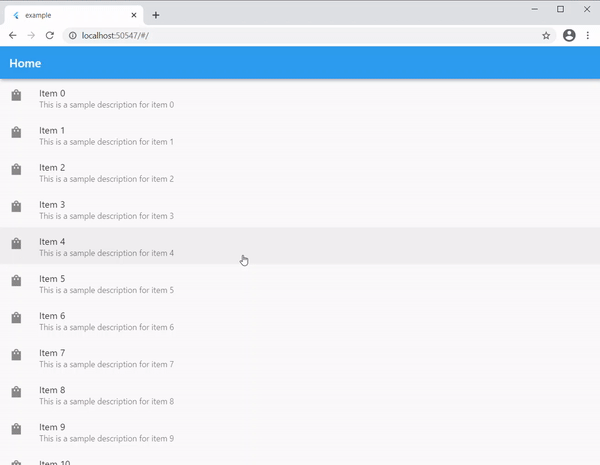 example
localhost:50547/#/
Home
Item 0
This is a sample description for item 0
Item 1
This is a sample description for item 1
Item 2
This is a sample description for item 2
Item 3
This is a sample description for item 3
Item 4
This is a sample description for item 4
Item 5
This is a sample description for item 5
Item 6
This is a sample description for item 6
Item 7
This is a sample description for item 7
Item 8
This is a sample description for item 8
Item 9
This is a sample description for item 9
Item 10